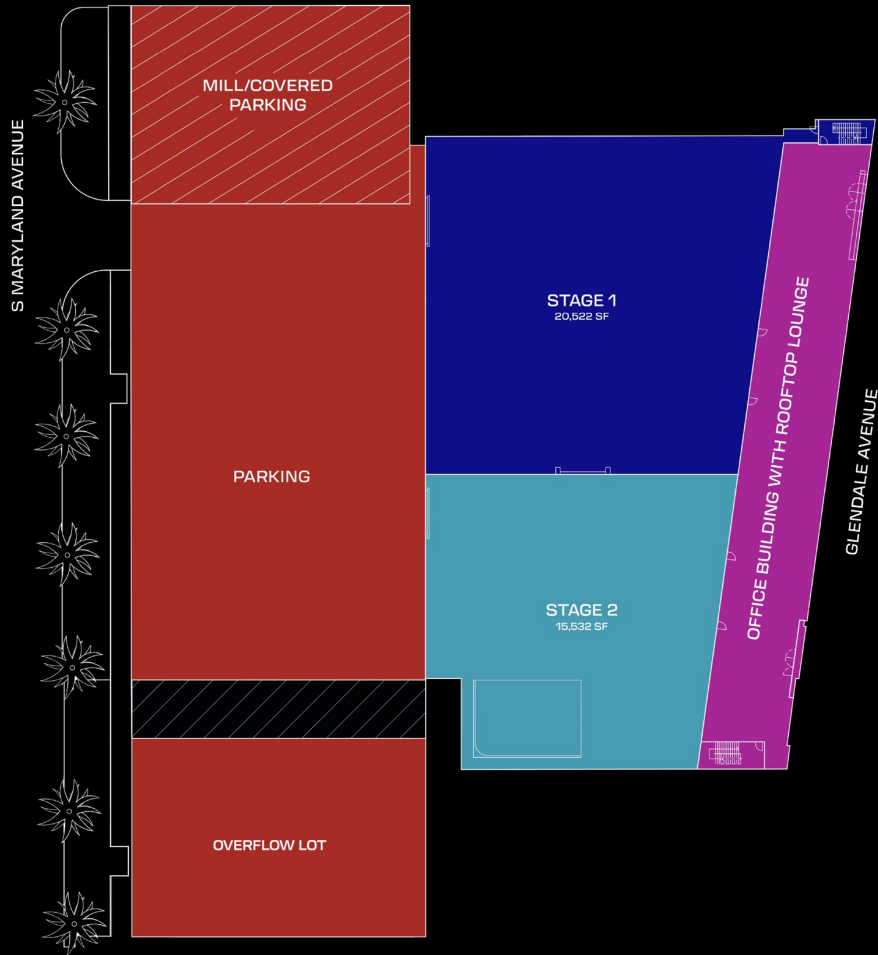 MILL/COVERED
PARKING
S MARYLAND AVENUE
STAGE 1
20,522 SF
OFFICE BUILDING WITH ROOFTOP LOUNGE
GLENDALE AVENUE
PARKING
STAGE 2
15,532 SF
OVERFLOW LOT